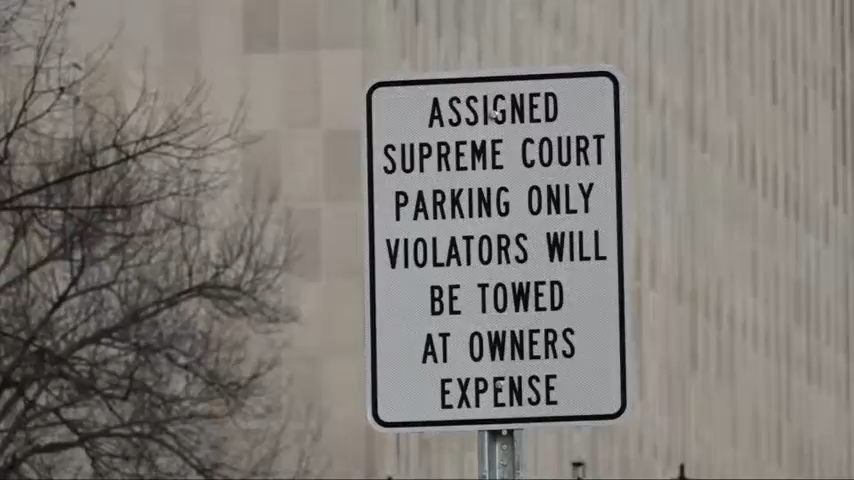 ASSIGNED
SUPREME COURT
PARKING ONLY
VIOLATORS WILL
BE TOWED
AT OWNERS
EXPENSE